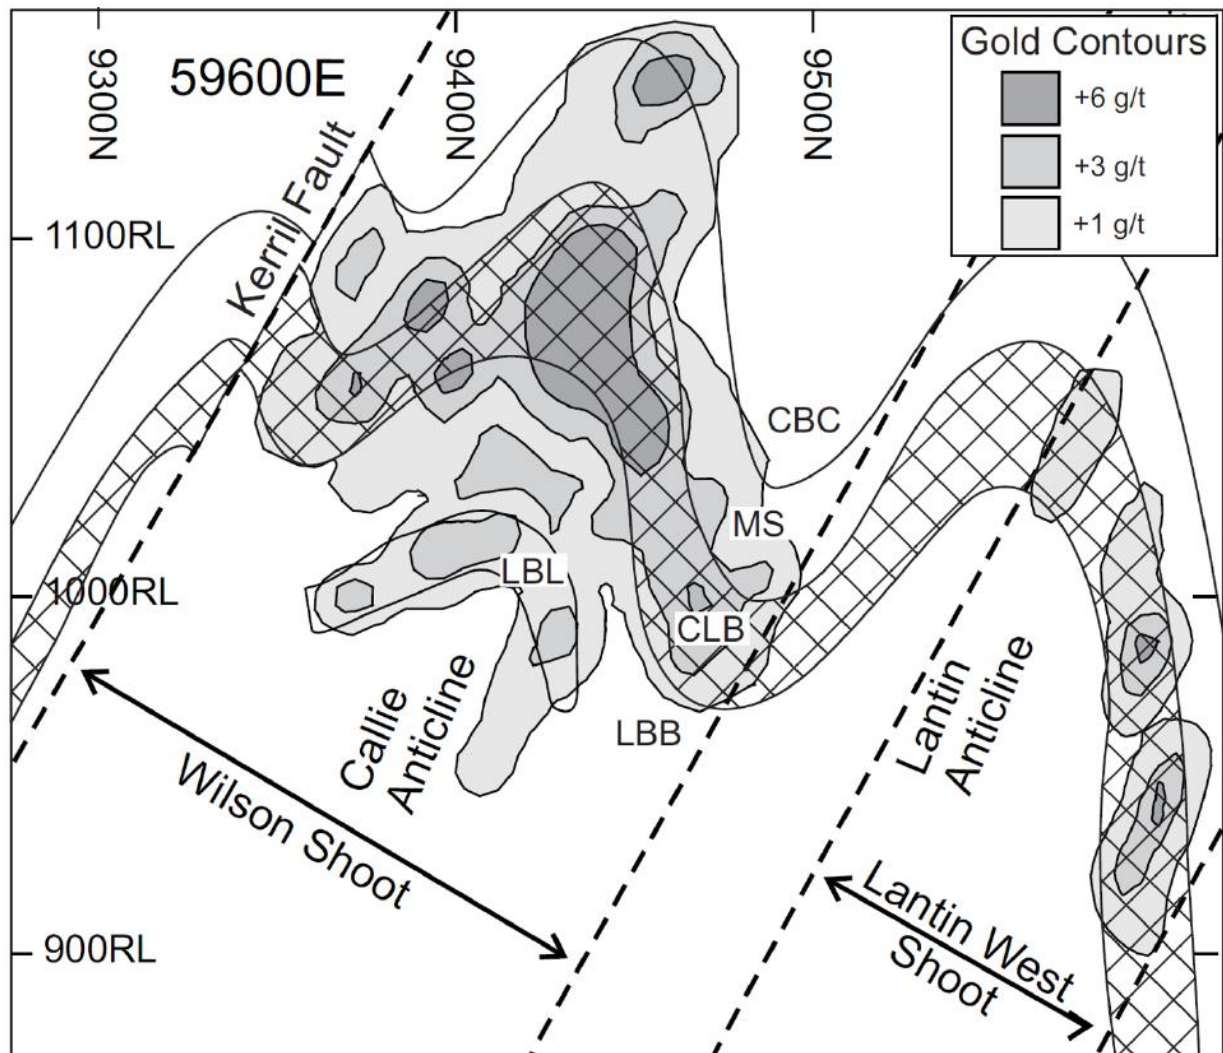 9300N
59600E
9400N
9500N
Gold Contours
+6 g/t
+3 g/t
+1 g/t
Kerril Fault
1100RL
CBC
MS
LBL
1000RL
CLB
LBB
Callie
Anticline
Lantin
Anticline
Wilson Shoot
Lantin West
Shoot
900RL